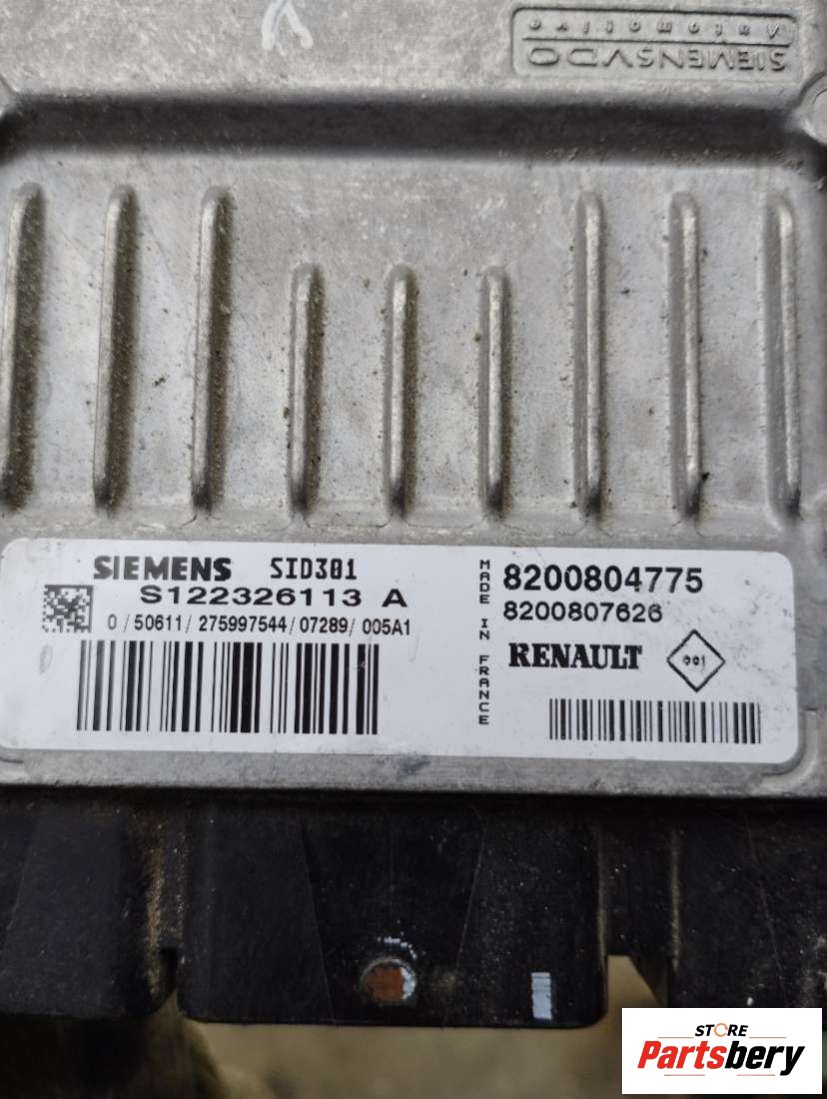 SIEMENSVDO
Automotive
SIEMENS SID301
S122326113 A
0/50611/275997544/07289/005A1
MADE IN FRANCE
8200804775
8200807626
RENAULT
001
STORE
Partsbery